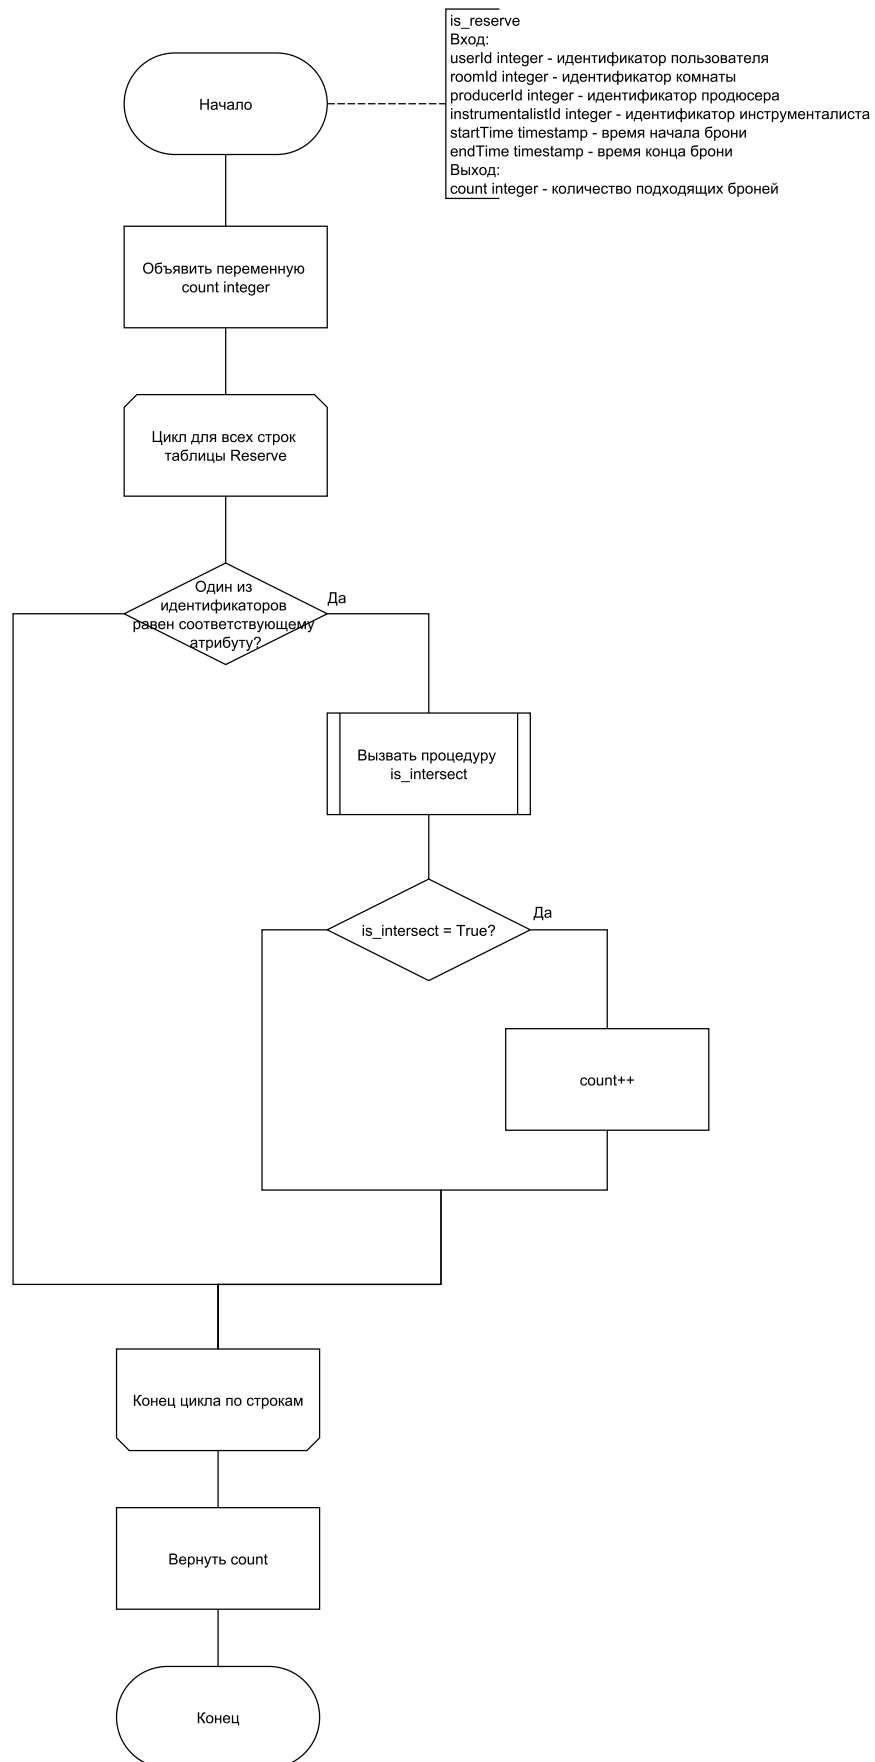 is_reserve
Вход:
userId integer - идентификатор пользователя
roomId integer - идентификатор комнаты
producerId integer - идентификатор продюсера
instrumentalistId integer - идентификатор инструменталиста
startTime timestamp - время начала брони
endTime timestamp - время конца брони
Выход:
count integer - количество подходящих броней
Начало
Объявить переменную
count integer
Цикл для всех строк
таблицы Reserve
Один из
идентификаторов
равен соответствующему
атрибуту?
Да
Вызвать процедуру
is_intersect
is_intersect = True?
Да
count++
Конец цикла по строкам
Вернуть count
Конец